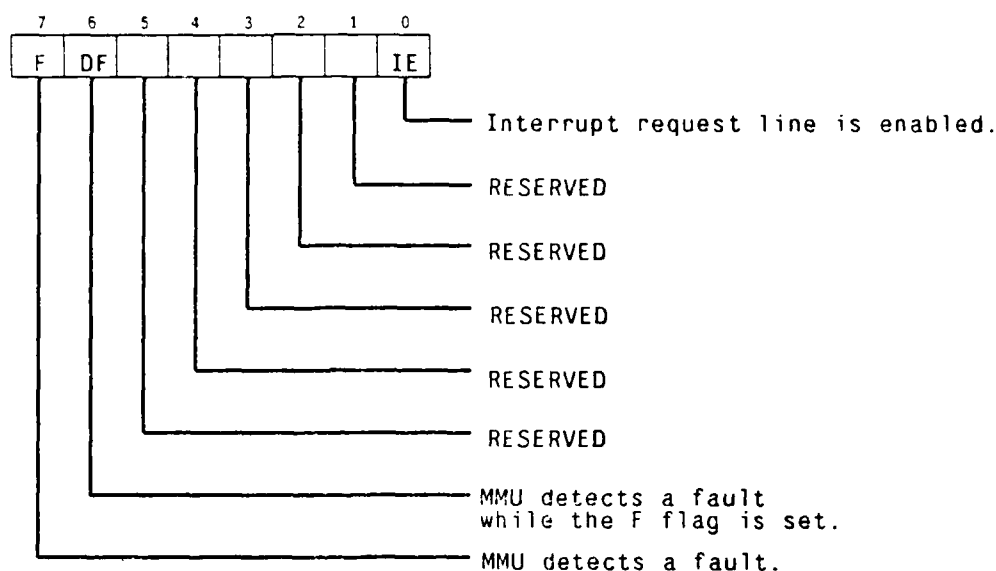 7 6 5 4 3 2 1 0
F DF IE
Interrupt request line is enabled.
RESERVED
RESERVED
RESERVED
RESERVED
RESERVED
MMU detects a fault
while the F flag is set.
MMU detects a fault.